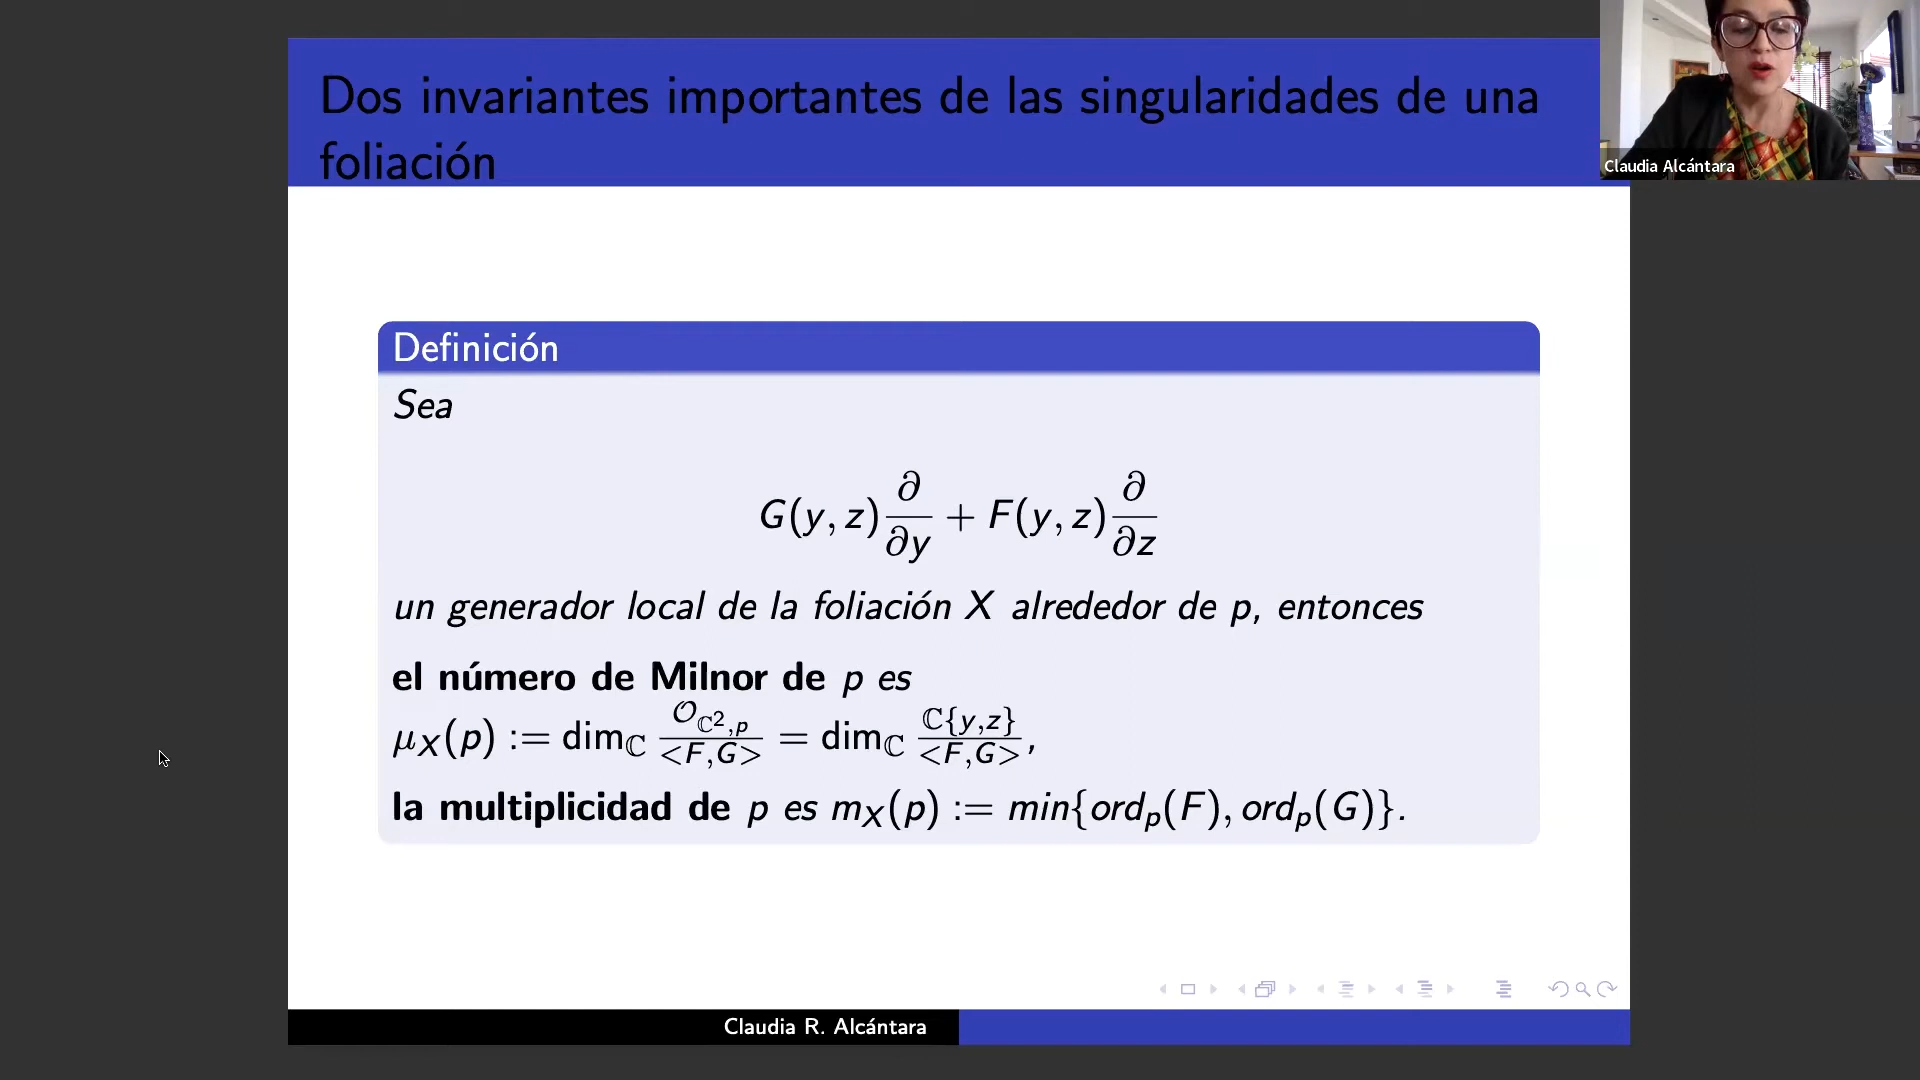 Dos invariantes importantes de las singularidades de una
foliación
Claudia Alcántara
Definición
Sea
G(y, z) ∂/∂y + F(y, z) ∂/∂z
un generador local de la foliación X alrededor de p, entonces
el número de Milnor de p es
μ_X(p) := dim_ℂ 𝒪_{ℂ²,p}/<F,G> = dim_ℂ ℂ{y,z}/<F,G>,
la multiplicidad de p es m_X(p) := min{ord_p(F), ord_p(G)}.
Claudia R. Alcántara